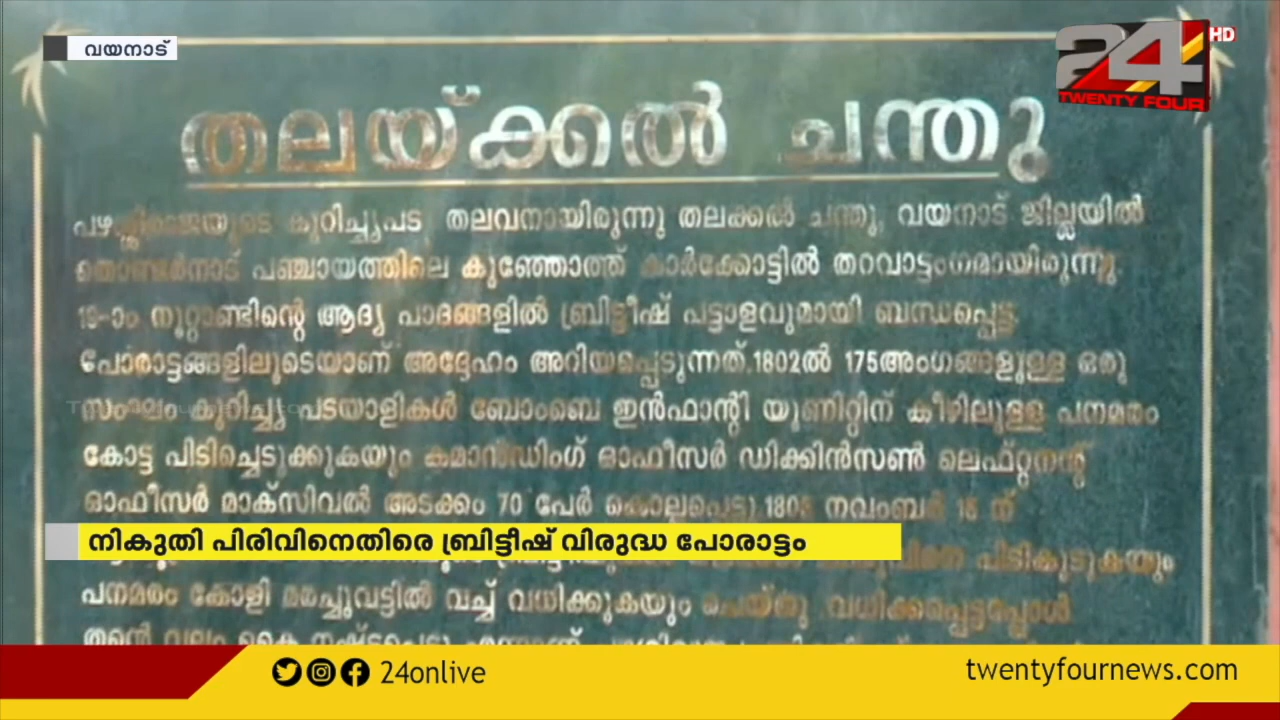 വയനാട്
24
HD
TWENTY FOUR
തലയ്ക്കൽ ചന്തു
പഴശ്ശിരാജയുടെ കുറിച്ച്യപട തലവനായിരുന്നു തലക്കൽ ചന്തു, വയനാട് ജില്ലയിൽ
തൊണ്ടർനാട് പഞ്ചായത്തിലെ കുഞ്ഞോത്ത് കാർക്കോട്ടിൽ തറവാട്ടംഗമായിരുന്നു.
നൂറ്റാണ്ടിന്റെ ആദ്യ പാദങ്ങളിൽ ബ്രിട്ടീഷ് പട്ടാളവുമായി ബന്ധപ്പെട്ട
പോരാട്ടങ്ങളിലൂടെയാണ് അദ്ദേഹം അറിയപ്പെടുന്നത്.1802ൽ 175അംഗങ്ങളുള്ള ഒരു
സംഘം കുറിച്ച്യ പടയാളികൾ ബോംബെ ഇൻഫാന്റി യൂണിറ്റിന് കീഴിലുള്ള പനമരം
കോട്ട പിടിച്ചെടുക്കുകയും കമാൻഡിംഗ് ഓഫീസർ ഡിക്കിൻസൺ ലെഫ്റ്റനന്റ്
ഓഫീസർ മാക്സിവൽ അടക്കം 70 പേർ കൊല്ലപ്പെട്ടു. നവംബർ ന്
നികുതി പിരിവിനെതിരെ ബ്രിട്ടീഷ് വിരുദ്ധ പോരാട്ടം
പിടികൂടുകയും
പനമരം കോളി മരച്ചുവട്ടിൽ വച്ച് വധിക്കുകയും ചെയ്തു. വധിക്കപ്പെട്ടപ്പോൾ
24onlive
twentyfournews.com